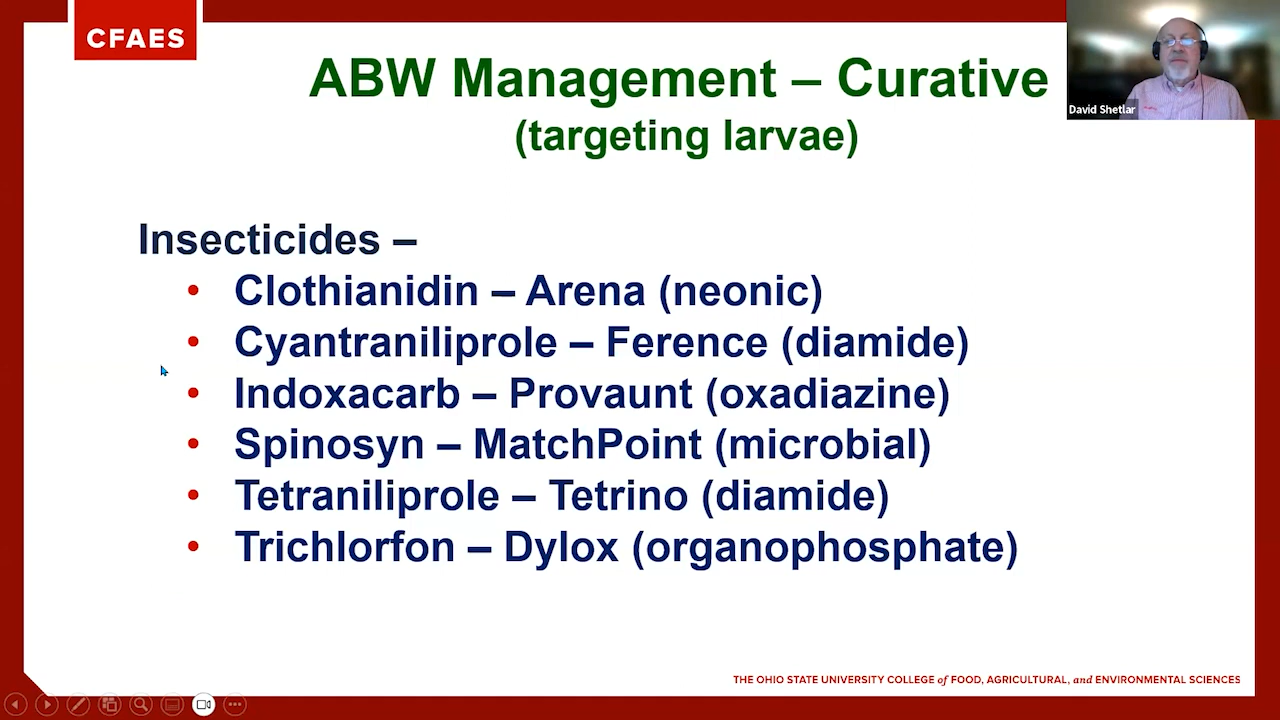 CFAES
ABW Management – Curative
(targeting larvae)
David Shetlar
Insecticides –
• Clothianidin – Arena (neonic)
• Cyantraniliprole – Ference (diamide)
• Indoxacarb – Provaunt (oxadiazine)
• Spinosyn – MatchPoint (microbial)
• Tetraniliprole – Tetrino (diamide)
• Trichlorfon – Dylox (organophosphate)
THE OHIO STATE UNIVERSITY COLLEGE of FOOD, AGRICULTURAL, and ENVIRONMENTAL SCIENCES